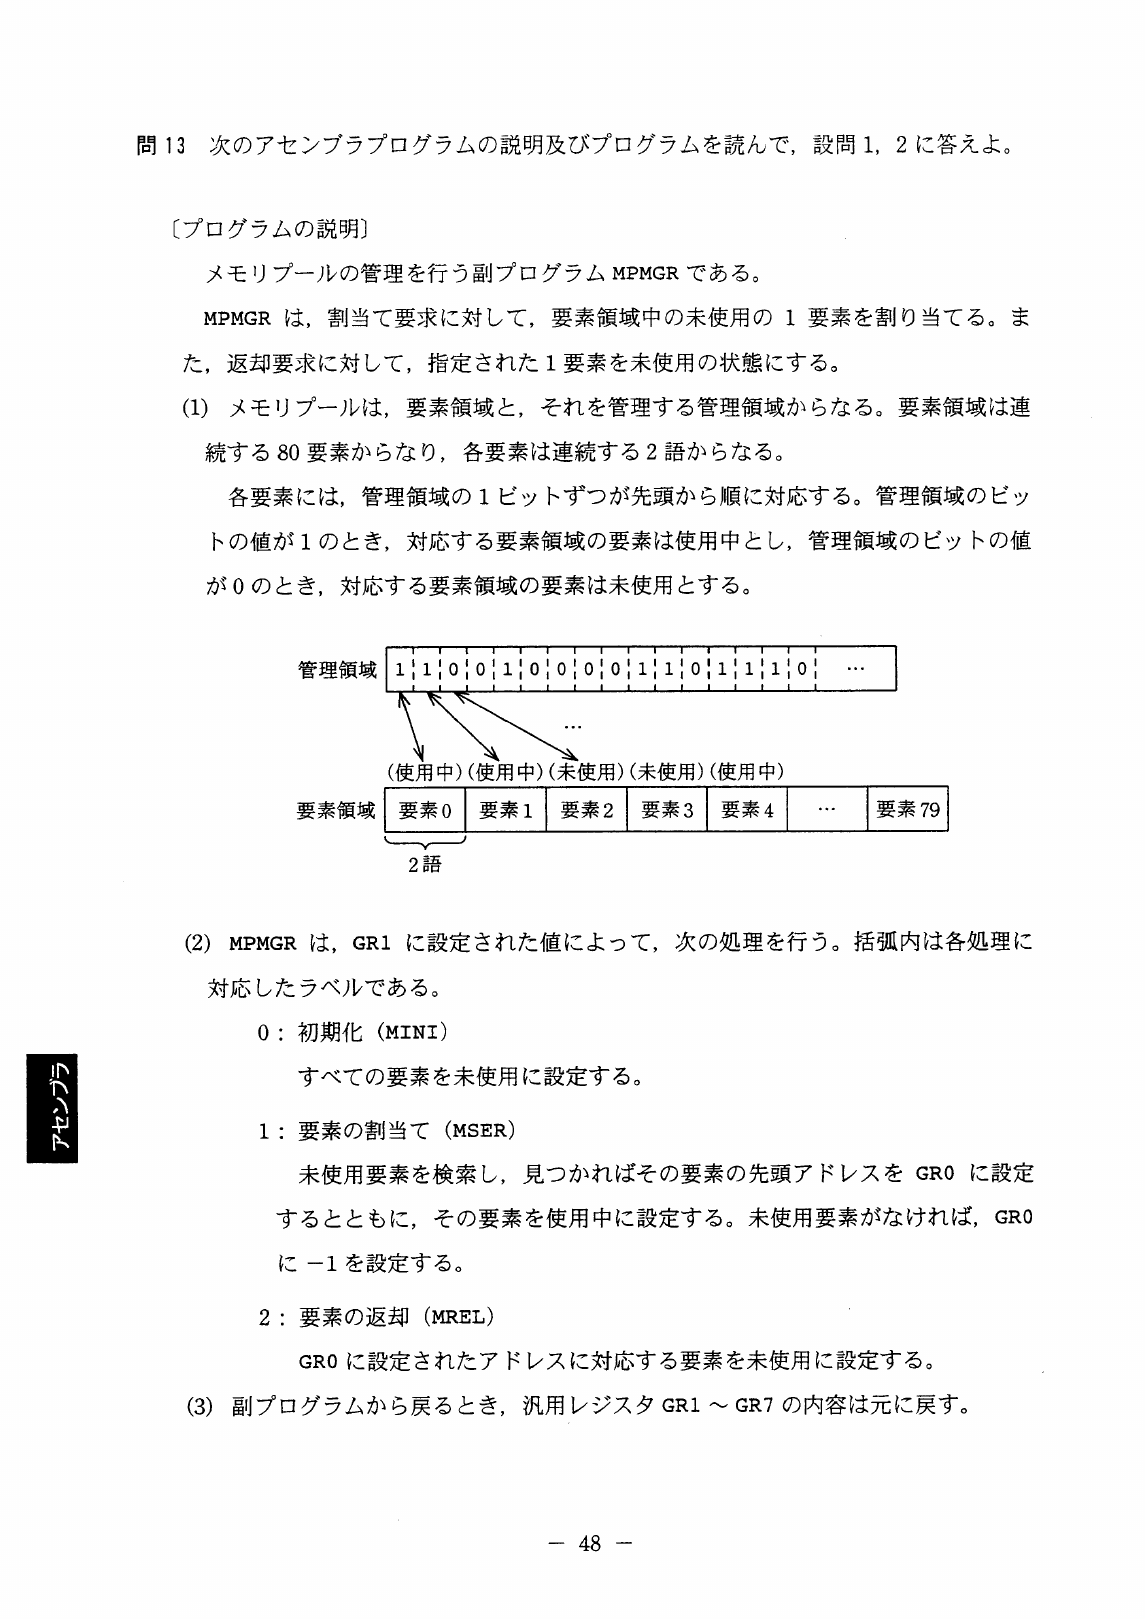 問13 次のアセンブラプログラムの説明及びプログラムを読んで，設問1，2に答えよ。
〔プログラムの説明〕
メモリプールの管理を行う副プログラム MPMGR である。
MPMGR は，割当て要求に対して，要素領域中の未使用の 1 要素を割り当てる。ま
た，返却要求に対して，指定された1要素を未使用の状態にする。
(1) メモリプールは，要素領域と，それを管理する管理領域からなる。要素領域は連
続する 80 要素からなり，各要素は連続する2語からなる。
各要素には，管理領域の1ビットずつが先頭から順に対応する。管理領域のビッ
トの値が1のとき，対応する要素領域の要素は使用中とし，管理領域のビットの値
が0のとき，対応する要素領域の要素は未使用とする。
管理領域 1 1 0 0 1 0 0 0 0 1 1 0 1 1 1 0 …
…
(使用中)(使用中)(未使用)(未使用)(使用中)
要素領域 要素0 要素1 要素2 要素3 要素4 … 要素79
2語
(2) MPMGR は，GR1 に設定された値によって，次の処理を行う。括弧内は各処理に
対応したラベルである。
0： 初期化（MINI）
すべての要素を未使用に設定する。
1： 要素の割当て（MSER）
未使用要素を検索し，見つかればその要素の先頭アドレスを GR0 に設定
するとともに，その要素を使用中に設定する。未使用要素がなければ，GR0
に －1を設定する。
2： 要素の返却（MREL）
GR0 に設定されたアドレスに対応する要素を未使用に設定する。
(3) 副プログラムから戻るとき，汎用レジスタ GR1 ～ GR7 の内容は元に戻す。
アセンブラ
－ 48 －